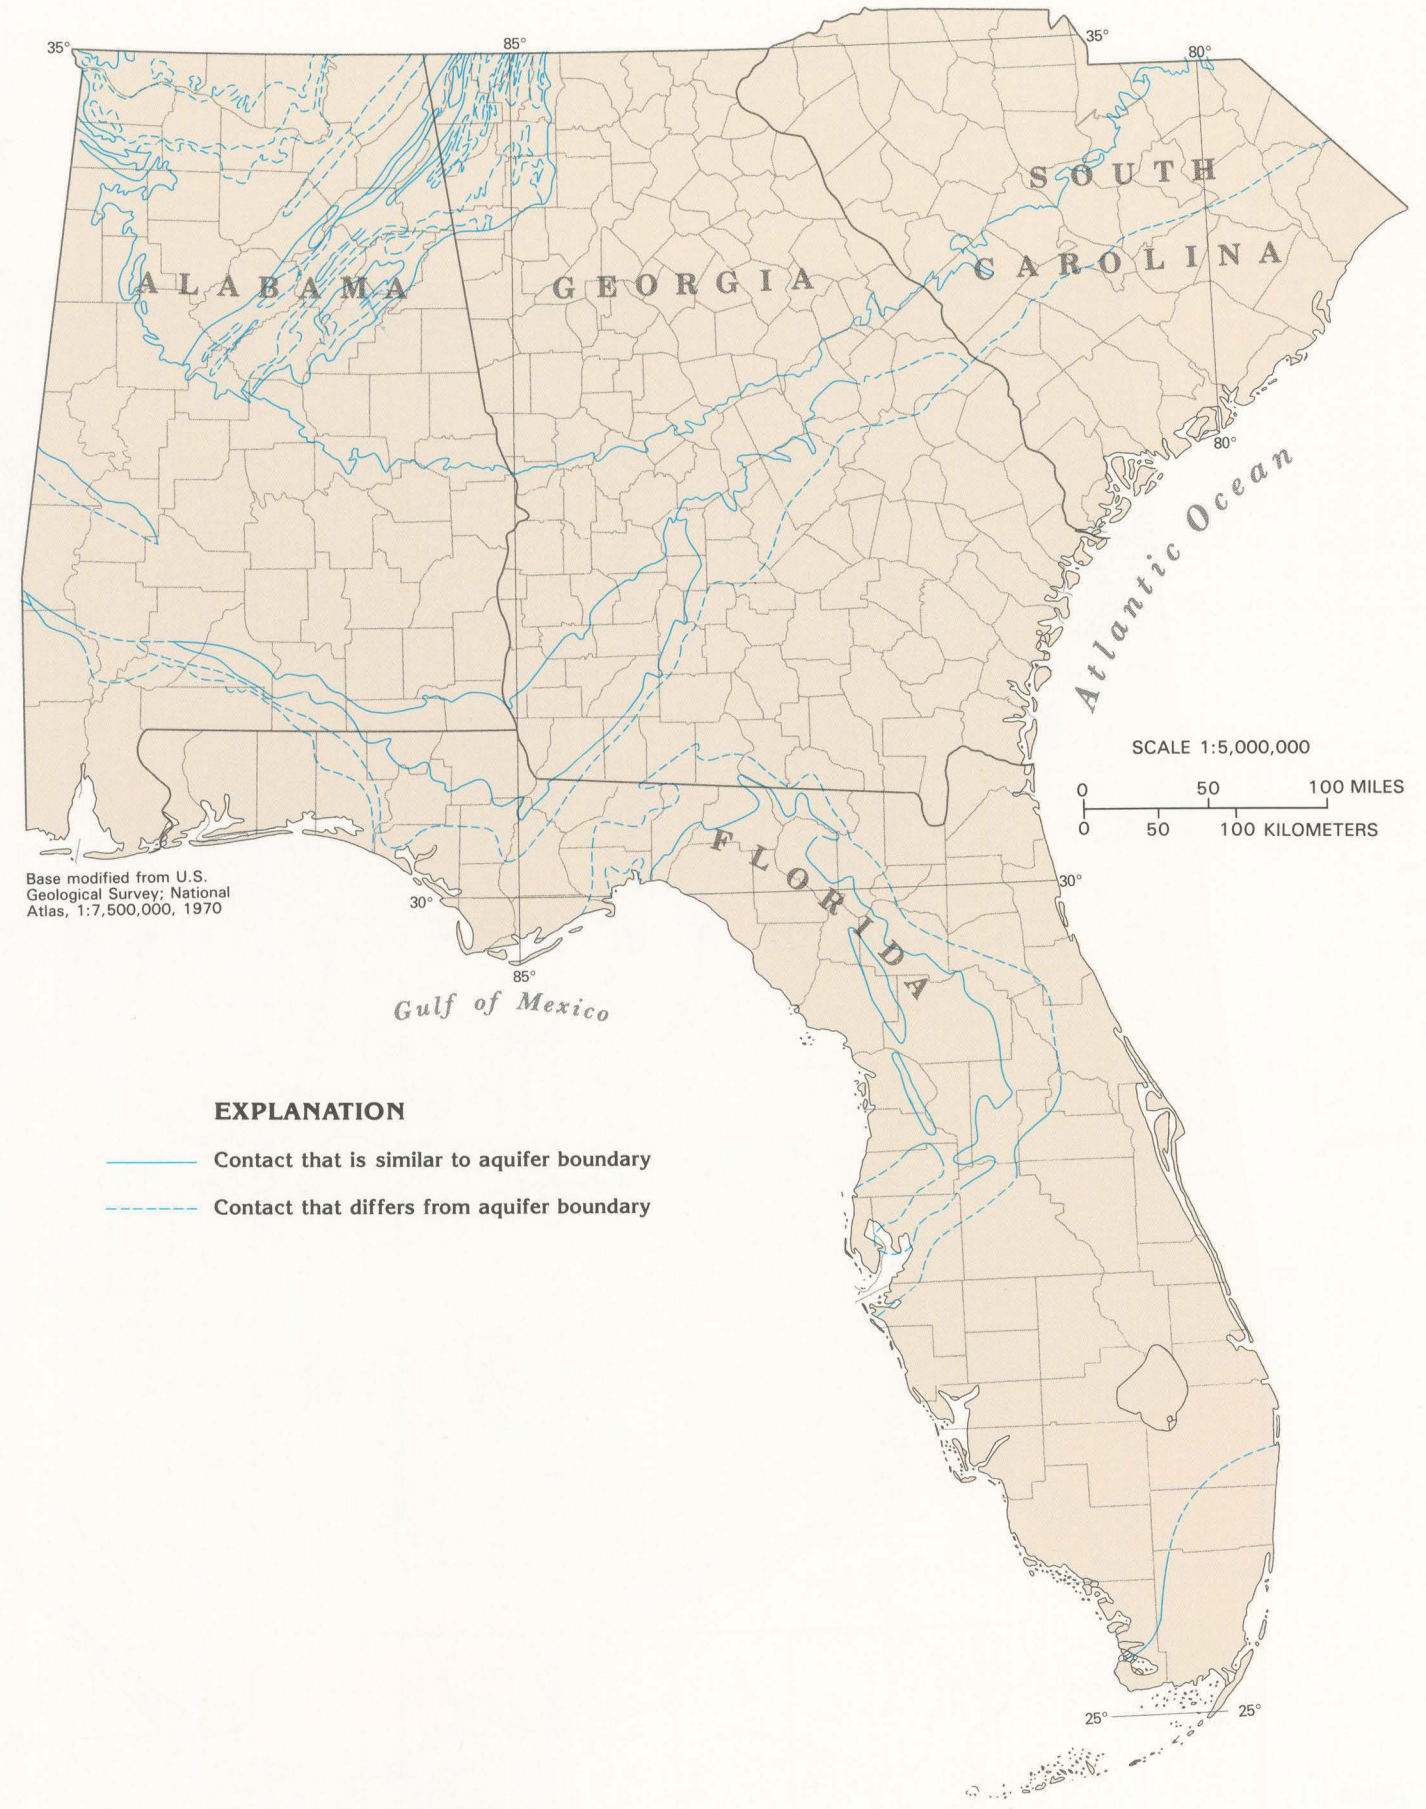 35°
85°
35°
80°
SOUTH
CAROLINA
ALABAMA
GEORGIA
80°
Atlantic Ocean
SCALE 1:5,000,000
0 50 100 MILES
0 50 100 KILOMETERS
FLORIDA
Base modified from U.S.
Geological Survey; National
Atlas, 1:7,500,000, 1970
30°
30°
85°
Gulf of Mexico
EXPLANATION
Contact that is similar to aquifer boundary
Contact that differs from aquifer boundary
25°
25°